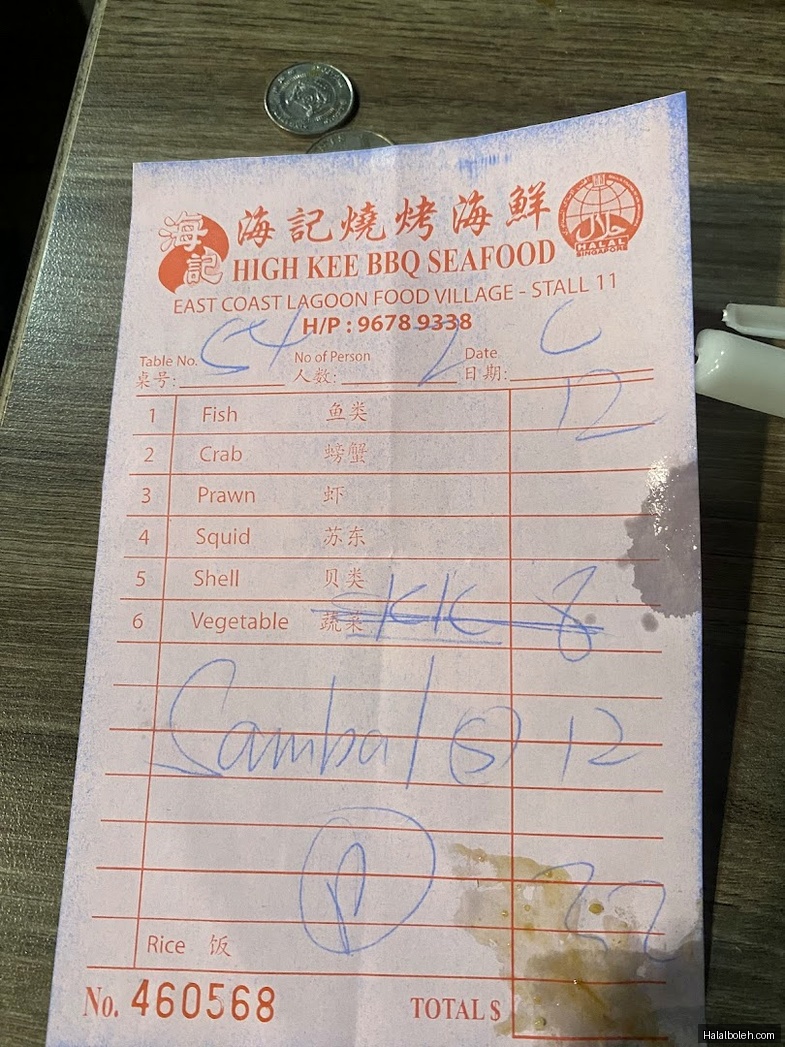 海記燒烤海鮮
海記
HALAL
SINGAPORE
HIGH KEE BBQ SEAFOOD
EAST COAST LAGOON FOOD VILLAGE - STALL 11
H/P : 9678 9338
Table No. 54 No of Person 2 Date
桌号: 人数: 日期:
1 Fish 鱼类 12
2 Crab 螃蟹
3 Prawn 虾
4 Squid 苏东
5 Shell 贝类
6 Vegetable 蔬菜 KK 8
Sambal (S) 12
P
22
Rice 饭
No. 460568 TOTAL $
Halalboleh.com